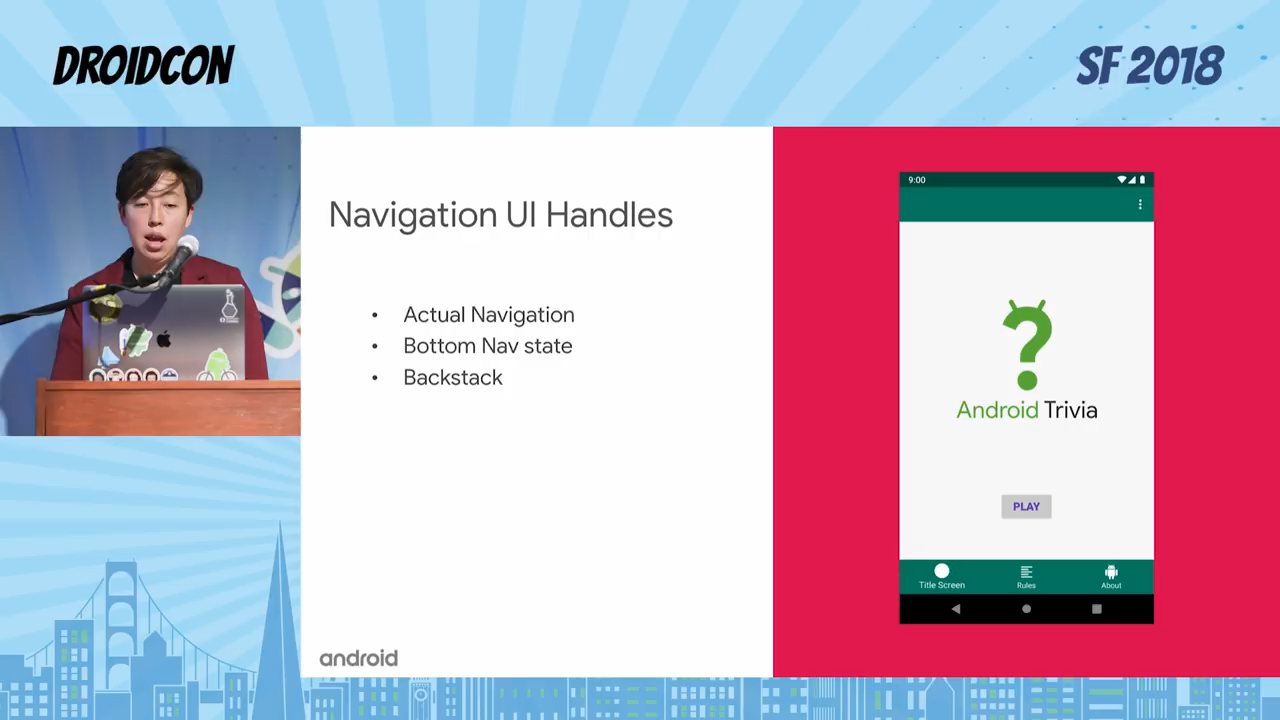 DROIDCON
SF 2018
Navigation UI Handles
• Actual Navigation
• Bottom Nav state
• Backstack
android
9:00
Android Trivia
PLAY
Title Screen
Rules
About